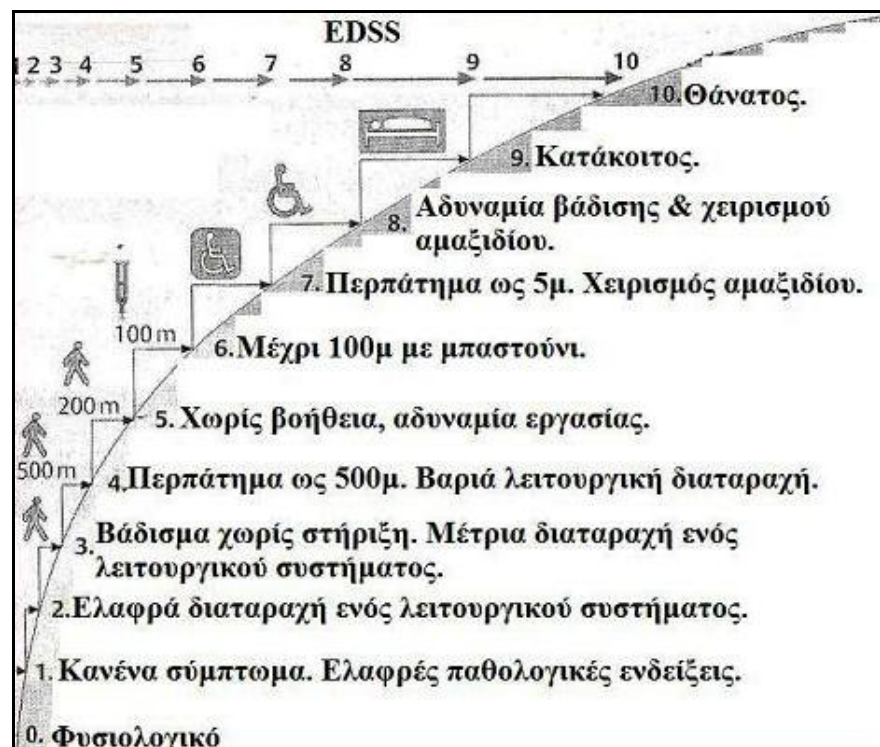 EDSS
1 2 3 4 5 6 7 8 9 10
10. Θάνατος.
9. Κατάκοιτος.
8. Αδυναμία βάδισης & χειρισμού
αμαξιδίου.
7. Περπάτημα ως 5μ. Χειρισμός αμαξιδίου.
100 m
6. Μέχρι 100μ με μπαστούνι.
200 m
5. Χωρίς βοήθεια, αδυναμία εργασίας.
500 m
4. Περπάτημα ως 500μ. Βαριά λειτουργική διαταραχή.
3. Βάδισμα χωρίς στήριξη. Μέτρια διαταραχή ενός
λειτουργικού συστήματος.
2. Ελαφρά διαταραχή ενός λειτουργικού συστήματος.
1. Κανένα σύμπτωμα. Ελαφρές παθολογικές ενδείξεις.
0. Φυσιολογικό